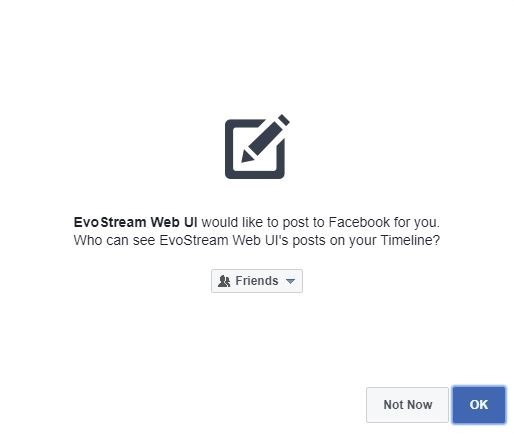 EvoStream Web UI would like to post to Facebook for you.
Who can see EvoStream Web UI's posts on your Timeline?
Friends
Not Now
OK